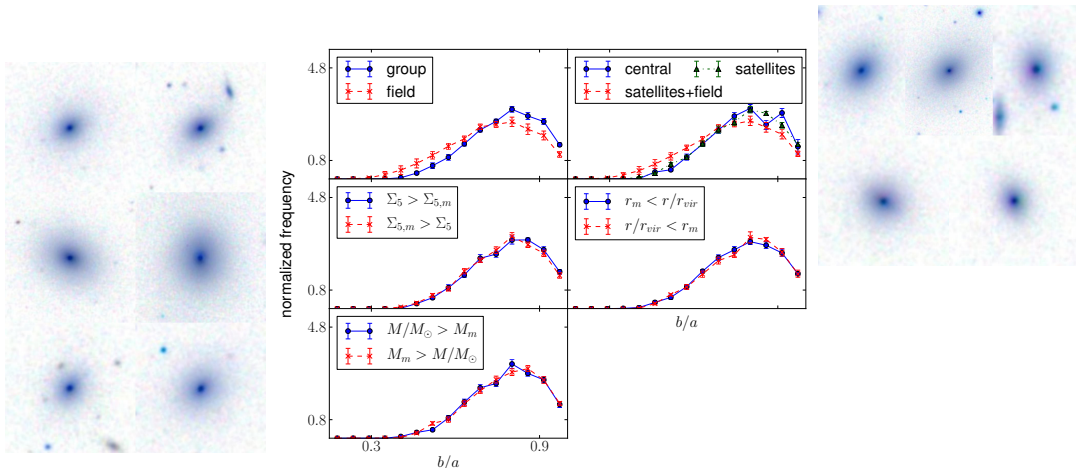 4.8
0.8
group
field
central
satellites
satellites+field
4.8
0.8
Σ₅ > Σ₅,ₘ
Σ₅,ₘ > Σ₅
rₘ < r/rᵥᵢᵣ
r/rᵥᵢᵣ < rₘ
normalized frequency
4.8
0.8
M/M⊙ > Mₘ
Mₘ > M/M⊙
b/a
0.3
0.9
b/a